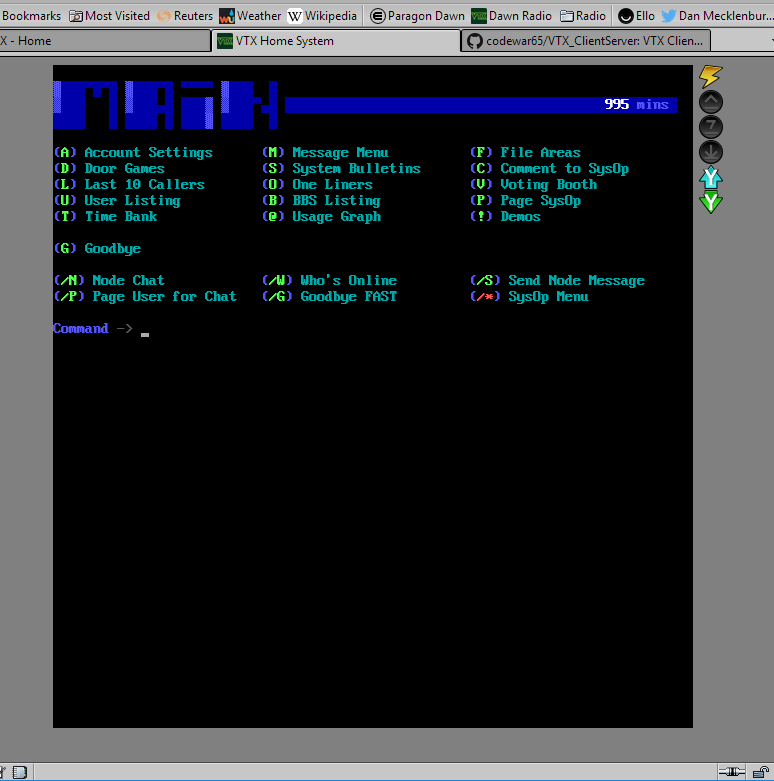 Bookmarks Most Visited Reuters Weather Wikipedia Paragon Dawn Dawn Radio Radio Ello Dan Mecklenbur...
X - Home VTX Home System codewar65/VTX_ClientServer: VTX Clien...
MAIN
995 mins
(A) Account Settings (M) Message Menu (F) File Areas
(D) Door Games (S) System Bulletins (C) Comment to SysOp
(L) Last 10 Callers (O) One Liners (V) Voting Booth
(U) User Listing (B) BBS Listing (P) Page SysOp
(T) Time Bank (@) Usage Graph (!) Demos
(G) Goodbye
(/N) Node Chat (/W) Who's Online (/S) Send Node Message
(/P) Page User for Chat (/G) Goodbye FAST (/*) SysOp Menu
Command ->